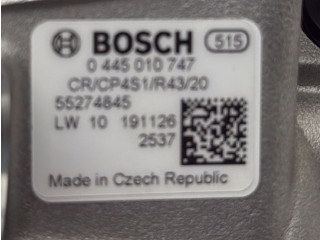 BOSCH 515
0 445 010 747
CR/CP4S1/R43/20
55274845
LW 10 191126
2537
Made in Czech Republic